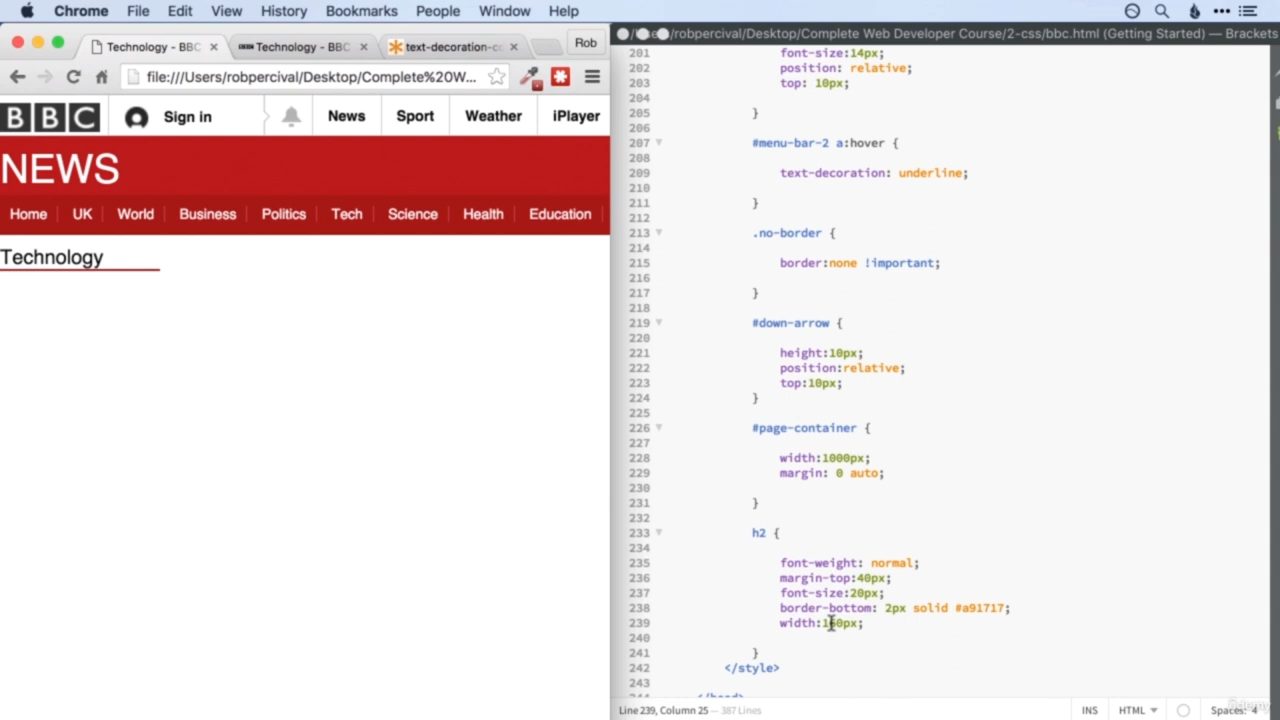 Chrome File Edit View History Bookmarks People Window Help
Technology - BBC
Technology - BBC
text-decoration-co
Rob
file:///Users/robpercival/Desktop/Complete%20W...
BBC Sign in News Sport Weather iPlayer
NEWS
Home UK World Business Politics Tech Science Health Education
Technology
/robpercival/Desktop/Complete Web Developer Course/2-css/bbc.html (Getting Started) — Brackets
201 font-size:14px;
202 position: relative;
203 top: 10px;
204
205 }
206
207 #menu-bar-2 a:hover {
208
209 text-decoration: underline;
210
211 }
212
213 .no-border {
214
215 border:none !important;
216
217 }
218
219 #down-arrow {
220
221 height:10px;
222 position:relative;
223 top:10px;
224 }
225
226 #page-container {
227
228 width:1000px;
229 margin: 0 auto;
230
231 }
232
233 h2 {
234
235 font-weight: normal;
236 margin-top:40px;
237 font-size:20px;
238 border-bottom: 2px solid #a91717;
239 width:160px;
240
241 }
242 </style>
243
Line 239, Column 25 — 387 Lines
INS HTML Spaces: 4